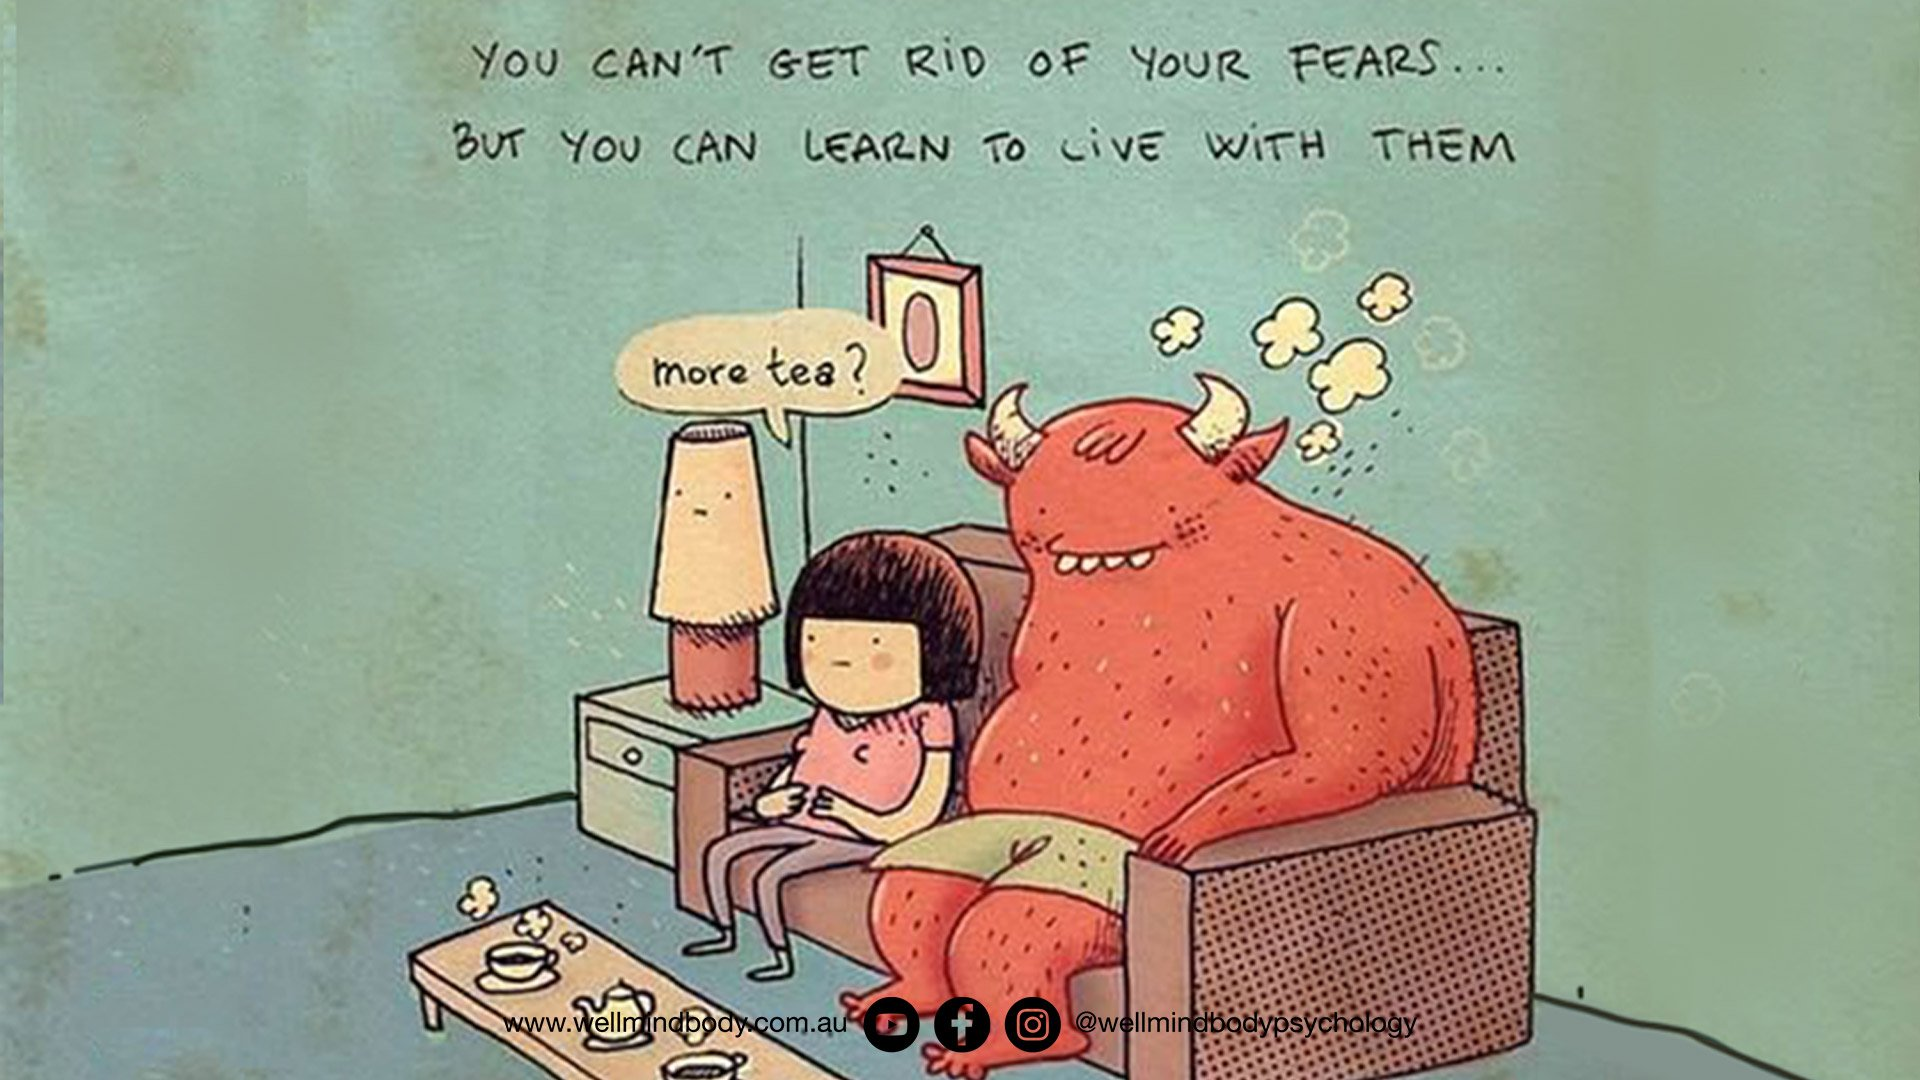 YOU CAN'T GET RID OF YOUR FEARS...
BUT YOU CAN LEARN TO LIVE WITH THEM
more tea?
www.wellmindbody.com.au @wellmindbodypsychology